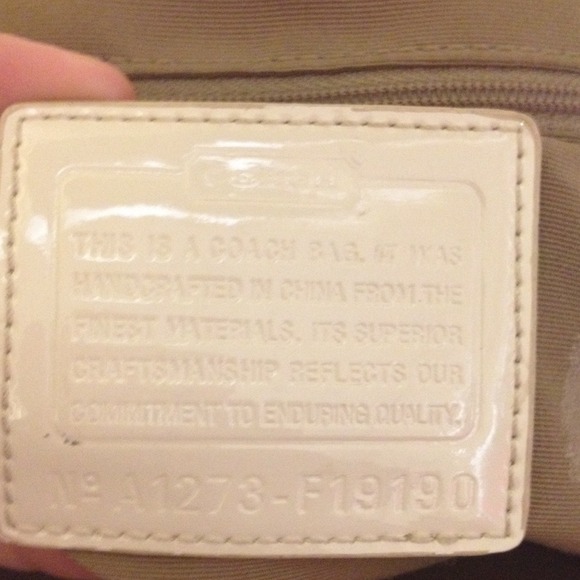 COACH
THIS IS A COACH BAG. IT WAS
HANDCRAFTED IN CHINA FROM THE
FINEST MATERIALS. ITS SUPERIOR
CRAFTSMANSHIP REFLECTS OUR
COMMITMENT TO ENDURING QUALITY.
Nº A1273-F19190